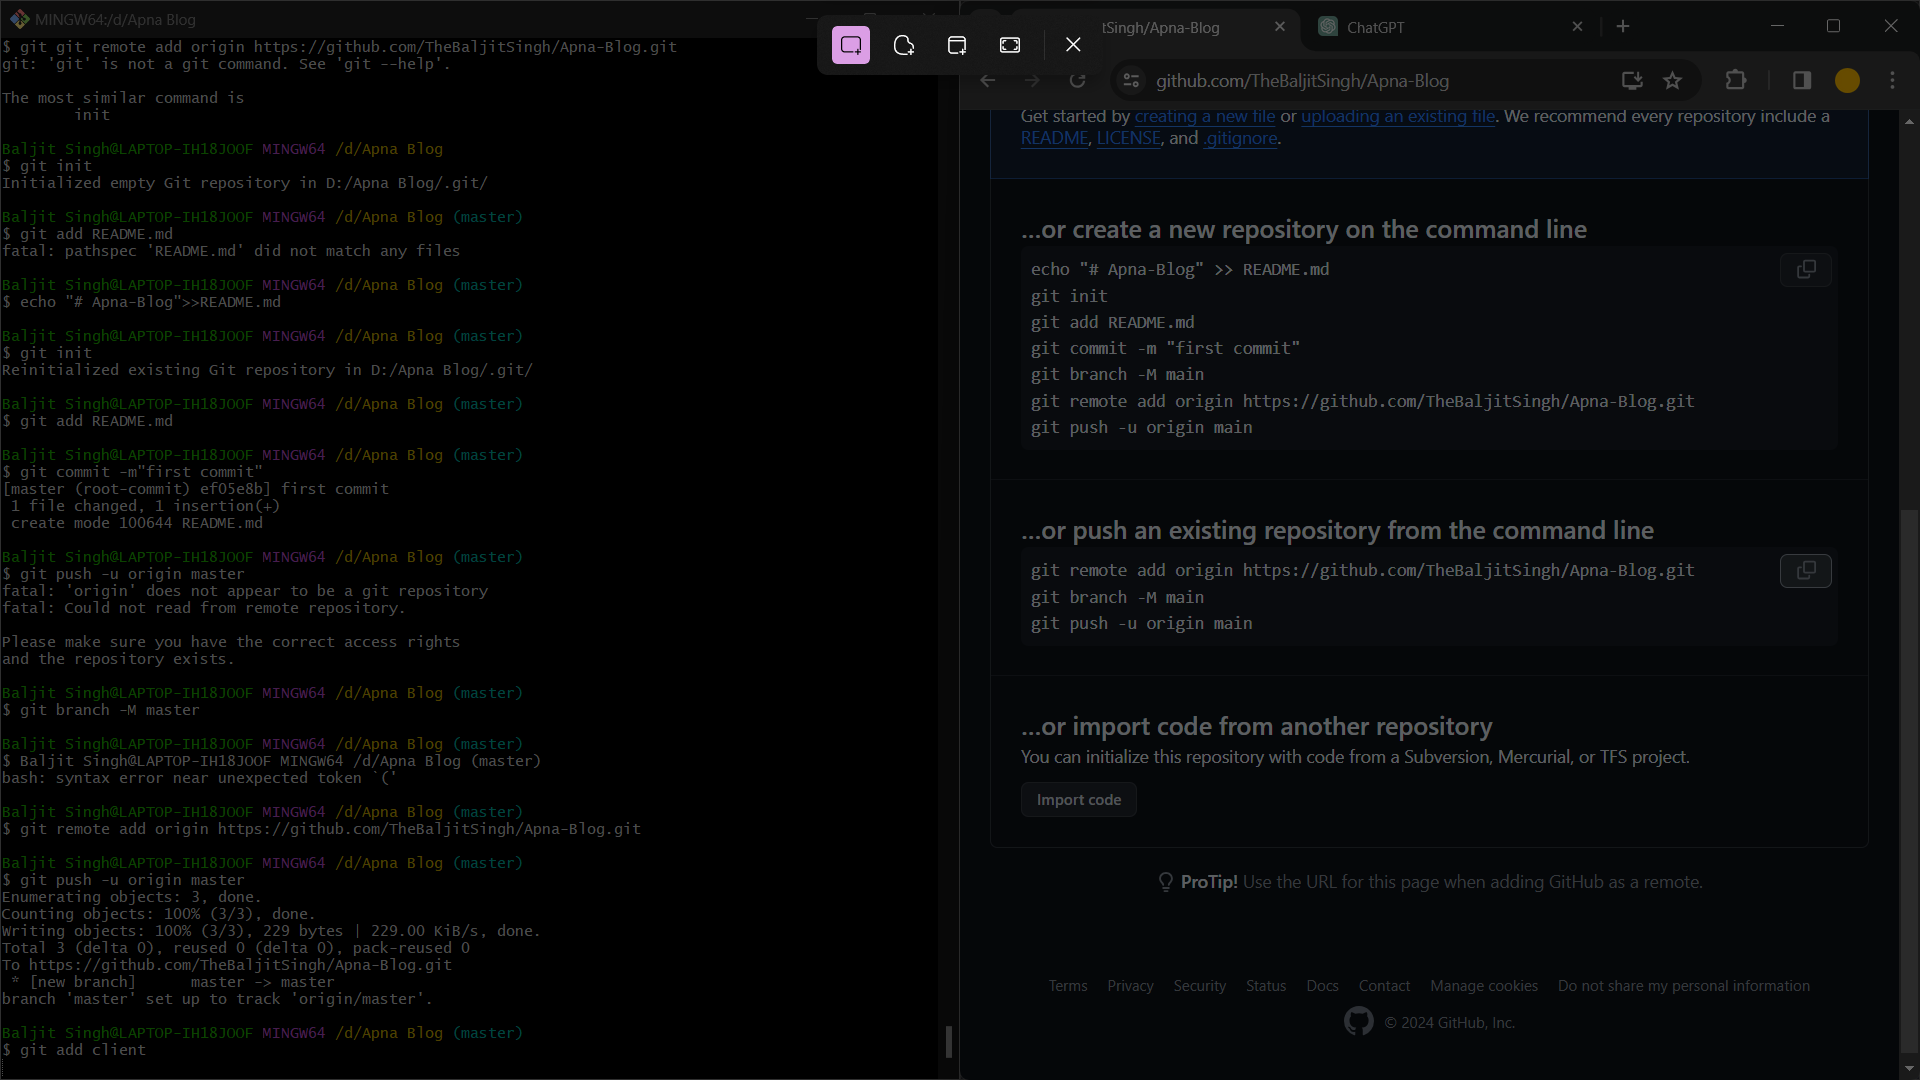 MINGW64:/d/Apna Blog
$ git git remote add origin https://github.com/TheBaljitSingh/Apna-Blog.git
git: 'git' is not a git command. See 'git --help'.
The most similar command is
        init
Baljit Singh@LAPTOP-IH18JOOF MINGW64 /d/Apna Blog
$ git init
Initialized empty Git repository in D:/Apna Blog/.git/
Baljit Singh@LAPTOP-IH18JOOF MINGW64 /d/Apna Blog (master)
$ git add README.md
fatal: pathspec 'README.md' did not match any files
Baljit Singh@LAPTOP-IH18JOOF MINGW64 /d/Apna Blog (master)
$ echo "# Apna-Blog">>README.md
Baljit Singh@LAPTOP-IH18JOOF MINGW64 /d/Apna Blog (master)
$ git init
Reinitialized existing Git repository in D:/Apna Blog/.git/
Baljit Singh@LAPTOP-IH18JOOF MINGW64 /d/Apna Blog (master)
$ git add README.md
Baljit Singh@LAPTOP-IH18JOOF MINGW64 /d/Apna Blog (master)
$ git commit -m"first commit"
[master (root-commit) ef05e8b] first commit
 1 file changed, 1 insertion(+)
 create mode 100644 README.md
Baljit Singh@LAPTOP-IH18JOOF MINGW64 /d/Apna Blog (master)
$ git push -u origin master
fatal: 'origin' does not appear to be a git repository
fatal: Could not read from remote repository.
Please make sure you have the correct access rights
and the repository exists.
Baljit Singh@LAPTOP-IH18JOOF MINGW64 /d/Apna Blog (master)
$ git branch -M master
Baljit Singh@LAPTOP-IH18JOOF MINGW64 /d/Apna Blog (master)
$ Baljit Singh@LAPTOP-IH18JOOF MINGW64 /d/Apna Blog (master)
bash: syntax error near unexpected token `('
Baljit Singh@LAPTOP-IH18JOOF MINGW64 /d/Apna Blog (master)
$ git remote add origin https://github.com/TheBaljitSingh/Apna-Blog.git
Baljit Singh@LAPTOP-IH18JOOF MINGW64 /d/Apna Blog (master)
$ git push -u origin master
Enumerating objects: 3, done.
Counting objects: 100% (3/3), done.
Writing objects: 100% (3/3), 229 bytes | 229.00 KiB/s, done.
Total 3 (delta 0), reused 0 (delta 0), pack-reused 0
To https://github.com/TheBaljitSingh/Apna-Blog.git
 * [new branch]      master -> master
branch 'master' set up to track 'origin/master'.
Baljit Singh@LAPTOP-IH18JOOF MINGW64 /d/Apna Blog (master)
$ git add client
tSingh/Apna-Blog
ChatGPT
github.com/TheBaljitSingh/Apna-Blog
Get started by creating a new file or uploading an existing file. We recommend every repository include a
README, LICENSE, and .gitignore.
...or create a new repository on the command line
echo "# Apna-Blog" >> README.md
git init
git add README.md
git commit -m "first commit"
git branch -M main
git remote add origin https://github.com/TheBaljitSingh/Apna-Blog.git
git push -u origin main
...or push an existing repository from the command line
git remote add origin https://github.com/TheBaljitSingh/Apna-Blog.git
git branch -M main
git push -u origin main
...or import code from another repository
You can initialize this repository with code from a Subversion, Mercurial, or TFS project.
Import code
ProTip! Use the URL for this page when adding GitHub as a remote.
Terms Privacy Security Status Docs Contact Manage cookies Do not share my personal information
© 2024 GitHub, Inc.